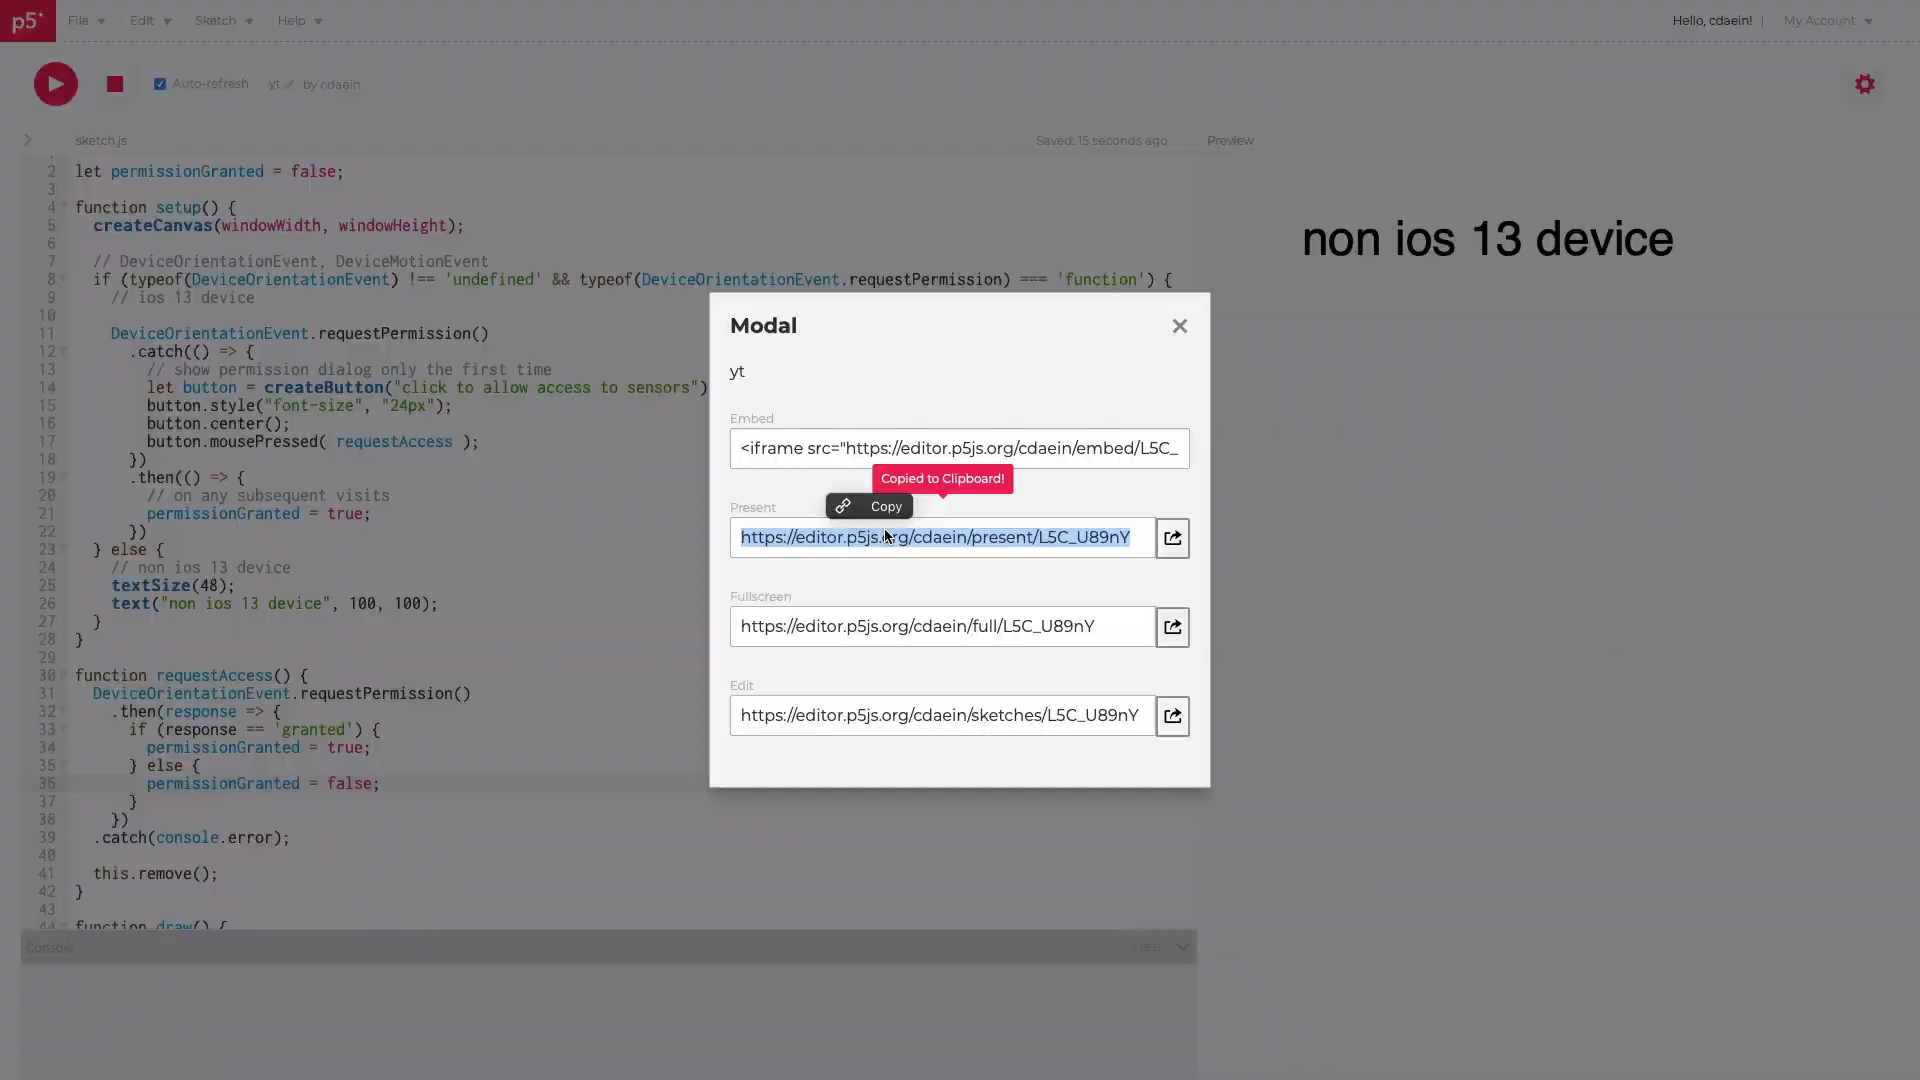 p5*
File
Edit
Sketch
Help
Hello, cdaein!
|
My Account
Auto-refresh
yt
by cdaein
sketch.js
Saved: 15 seconds ago
Preview
2 let permissionGranted = false;
3
4 function setup() {
5 createCanvas(windowWidth, windowHeight);
6
7 // DeviceOrientationEvent, DeviceMotionEvent
8 if (typeof(DeviceOrientationEvent) !== 'undefined' && typeof(DeviceOrientationEvent.requestPermission) === 'function') {
9 // ios 13 device
10
11 DeviceOrientationEvent.requestPermission()
12 .catch(() => {
13 // show permission dialog only the first time
14 let button = createButton("click to allow access to sensors")
15 button.style("font-size", "24px");
16 button.center();
17 button.mousePressed( requestAccess );
18 })
19 .then(() => {
20 // on any subsequent visits
21 permissionGranted = true;
22 })
23 } else {
24 // non ios 13 device
25 textSize(48);
26 text("non ios 13 device", 100, 100);
27 }
28 }
29
30 function requestAccess() {
31 DeviceOrientationEvent.requestPermission()
32 .then(response => {
33 if (response == 'granted') {
34 permissionGranted = true;
35 } else {
36 permissionGranted = false;
37 }
38 })
39 .catch(console.error);
40
41 this.remove();
42 }
43
44 function draw() {
Console
Clear
non ios 13 device
Modal
yt
Embed
<iframe src="https://editor.p5js.org/cdaein/embed/L5C_
Copied to Clipboard!
Copy
Present
https://editor.p5js.org/cdaein/present/L5C_U89nY
Fullscreen
https://editor.p5js.org/cdaein/full/L5C_U89nY
Edit
https://editor.p5js.org/cdaein/sketches/L5C_U89nY